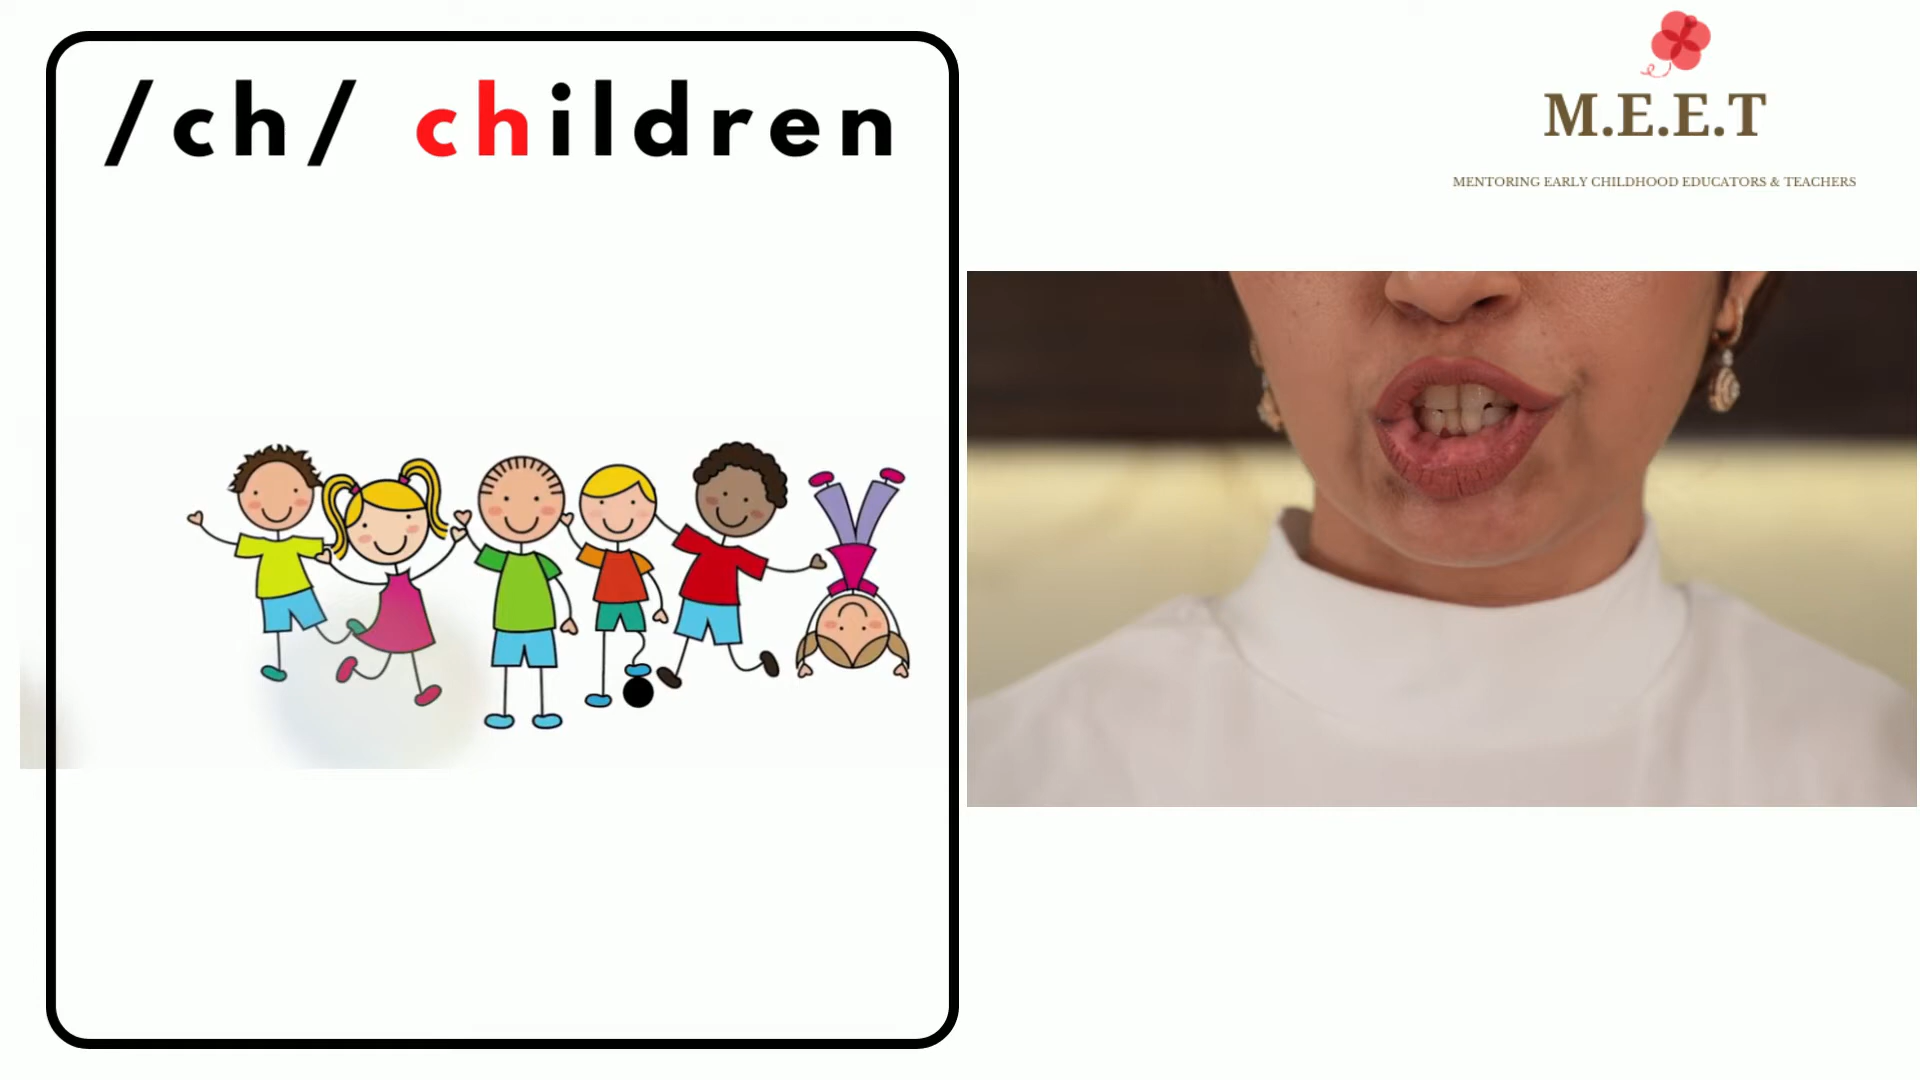 /ch/ children
M.E.E.T
MENTORING EARLY CHILDHOOD EDUCATORS & TEACHERS